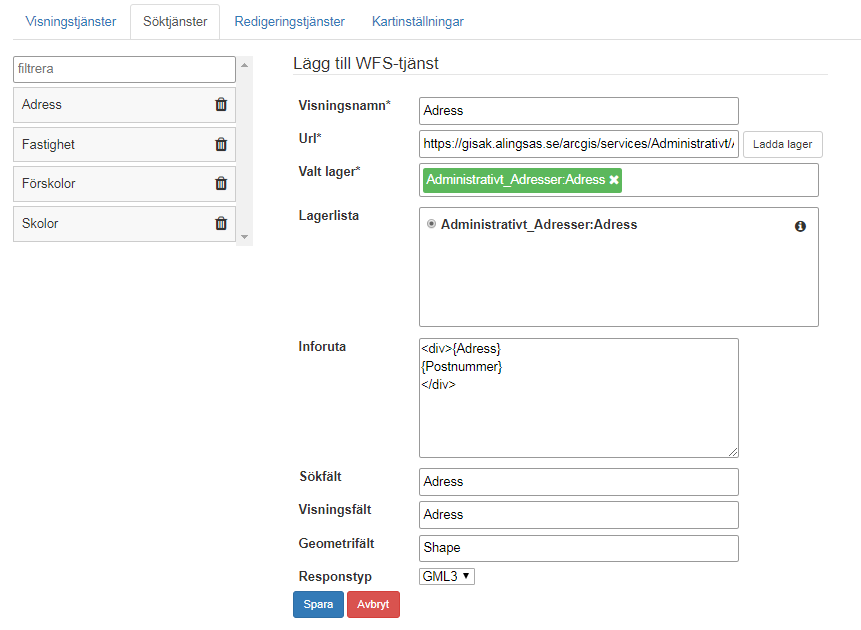 Visningstjänster Söktjänster Redigeringstjänster Kartinställningar
filtrera
Adress
Fastighet
Förskolor
Skolor
Lägg till WFS-tjänst
Visningsnamn* Adress
Url* https://gisak.alingsas.se/arcgis/services/Administrativt/ Ladda lager
Valt lager* Administrativt_Adresser:Adress
Lagerlista Administrativt_Adresser:Adress
Inforuta <div>{Adress}
{Postnummer}
</div>
Sökfält Adress
Visningsfält Adress
Geometrifält Shape
Responstyp GML3
Spara Avbryt